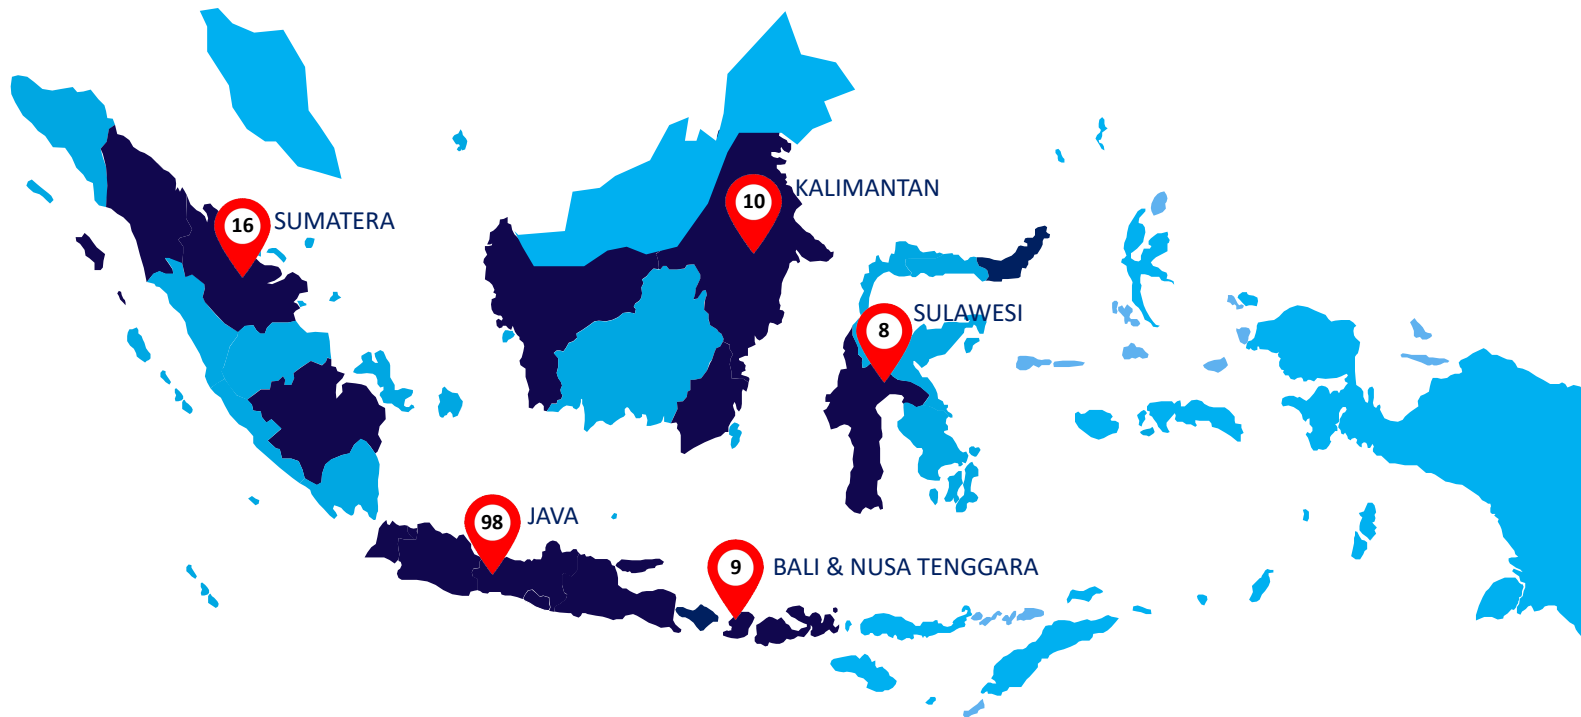 10
KALIMANTAN
16
SUMATERA
8
SULAWESI
98
JAVA
9
BALI & NUSA TENGGARA